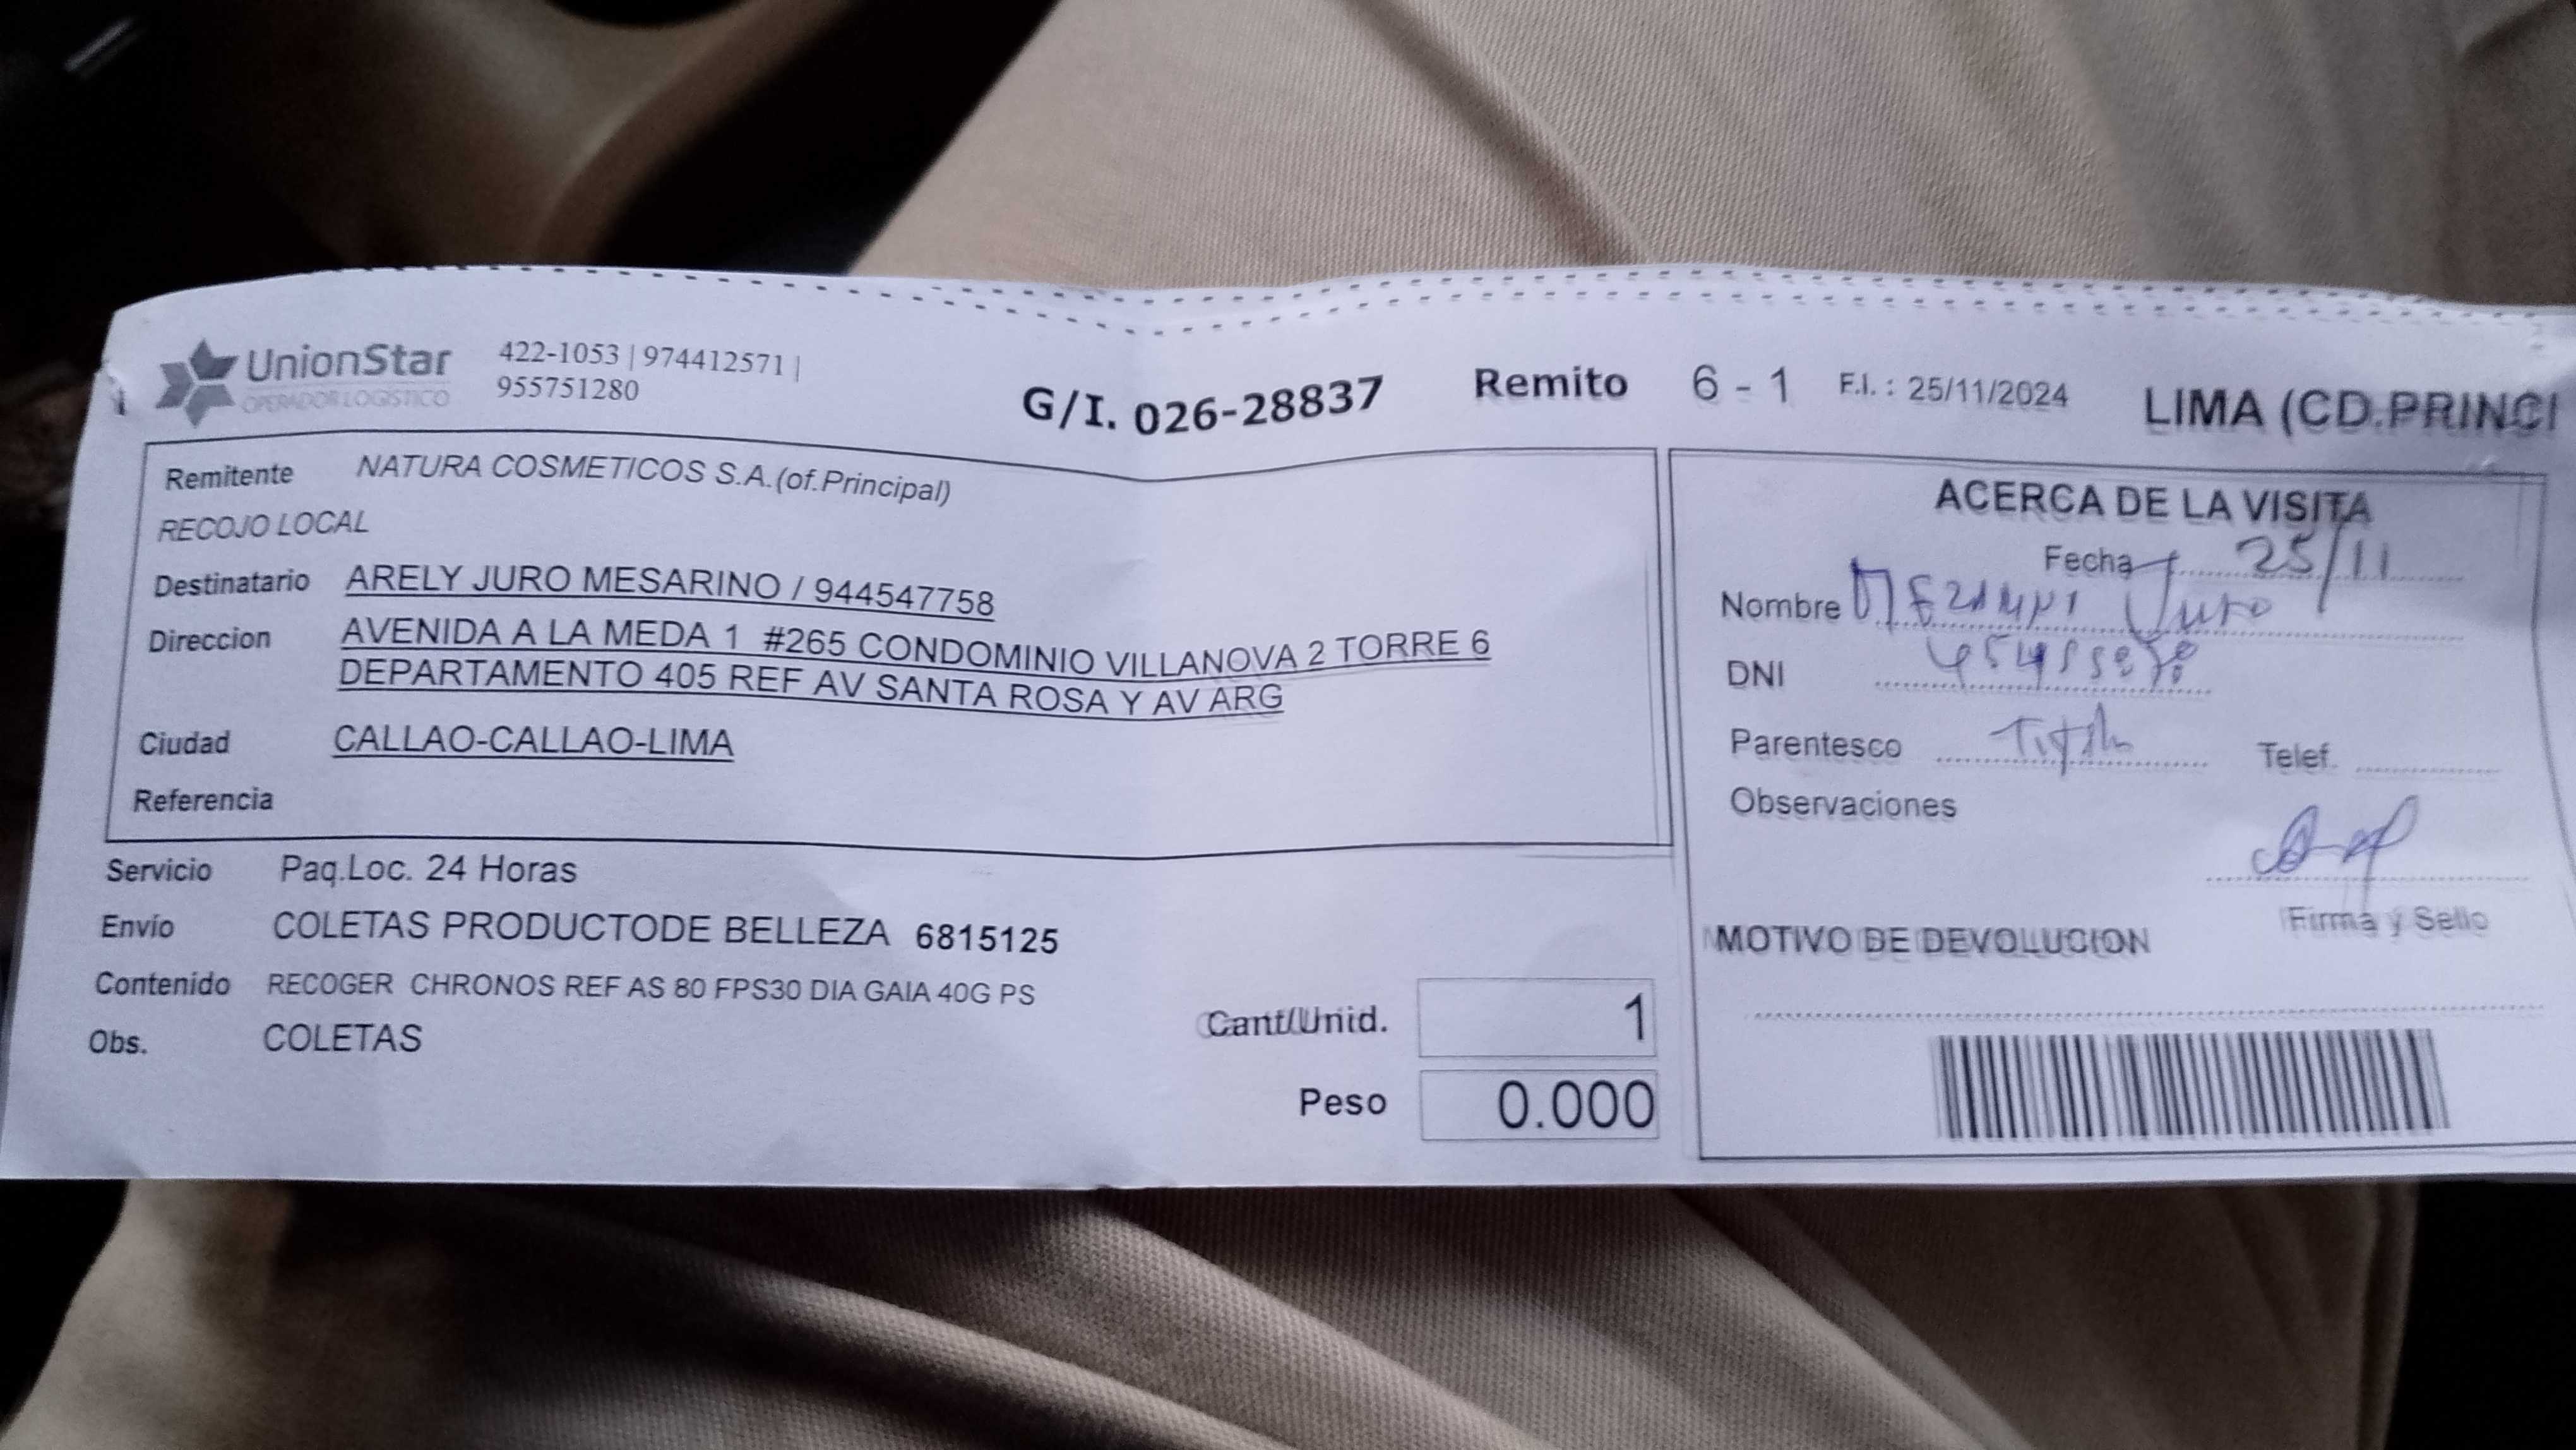 UnionStar
OPERADOR LOGISTICO
422-1053 | 974412571 |
955751280
G/I. 026-28837
Remito 6 - 1 F.I. : 25/11/2024
LIMA (CD.PRINCI
Remitente NATURA COSMETICOS S.A.(of.Principal)
RECOJO LOCAL
Destinatario ARELY JURO MESARINO / 944547758
Direccion AVENIDA A LA MEDA 1 #265 CONDOMINIO VILLANOVA 2 TORRE 6
DEPARTAMENTO 405 REF AV SANTA ROSA Y AV ARG
Ciudad CALLAO-CALLAO-LIMA
Referencia
Servicio Paq.Loc. 24 Horas
Envío COLETAS PRODUCTODE BELLEZA 6815125
Contenido RECOGER CHRONOS REF AS 80 FPS30 DIA GAIA 40G PS
Obs. COLETAS
Cant/Unid. 1
Peso 0.000
ACERCA DE LA VISITA
Fecha 25/11
Nombre Juro
DNI
Parentesco
Telef.
Observaciones
Firma y Sello
MOTIVO DE DEVOLUCION